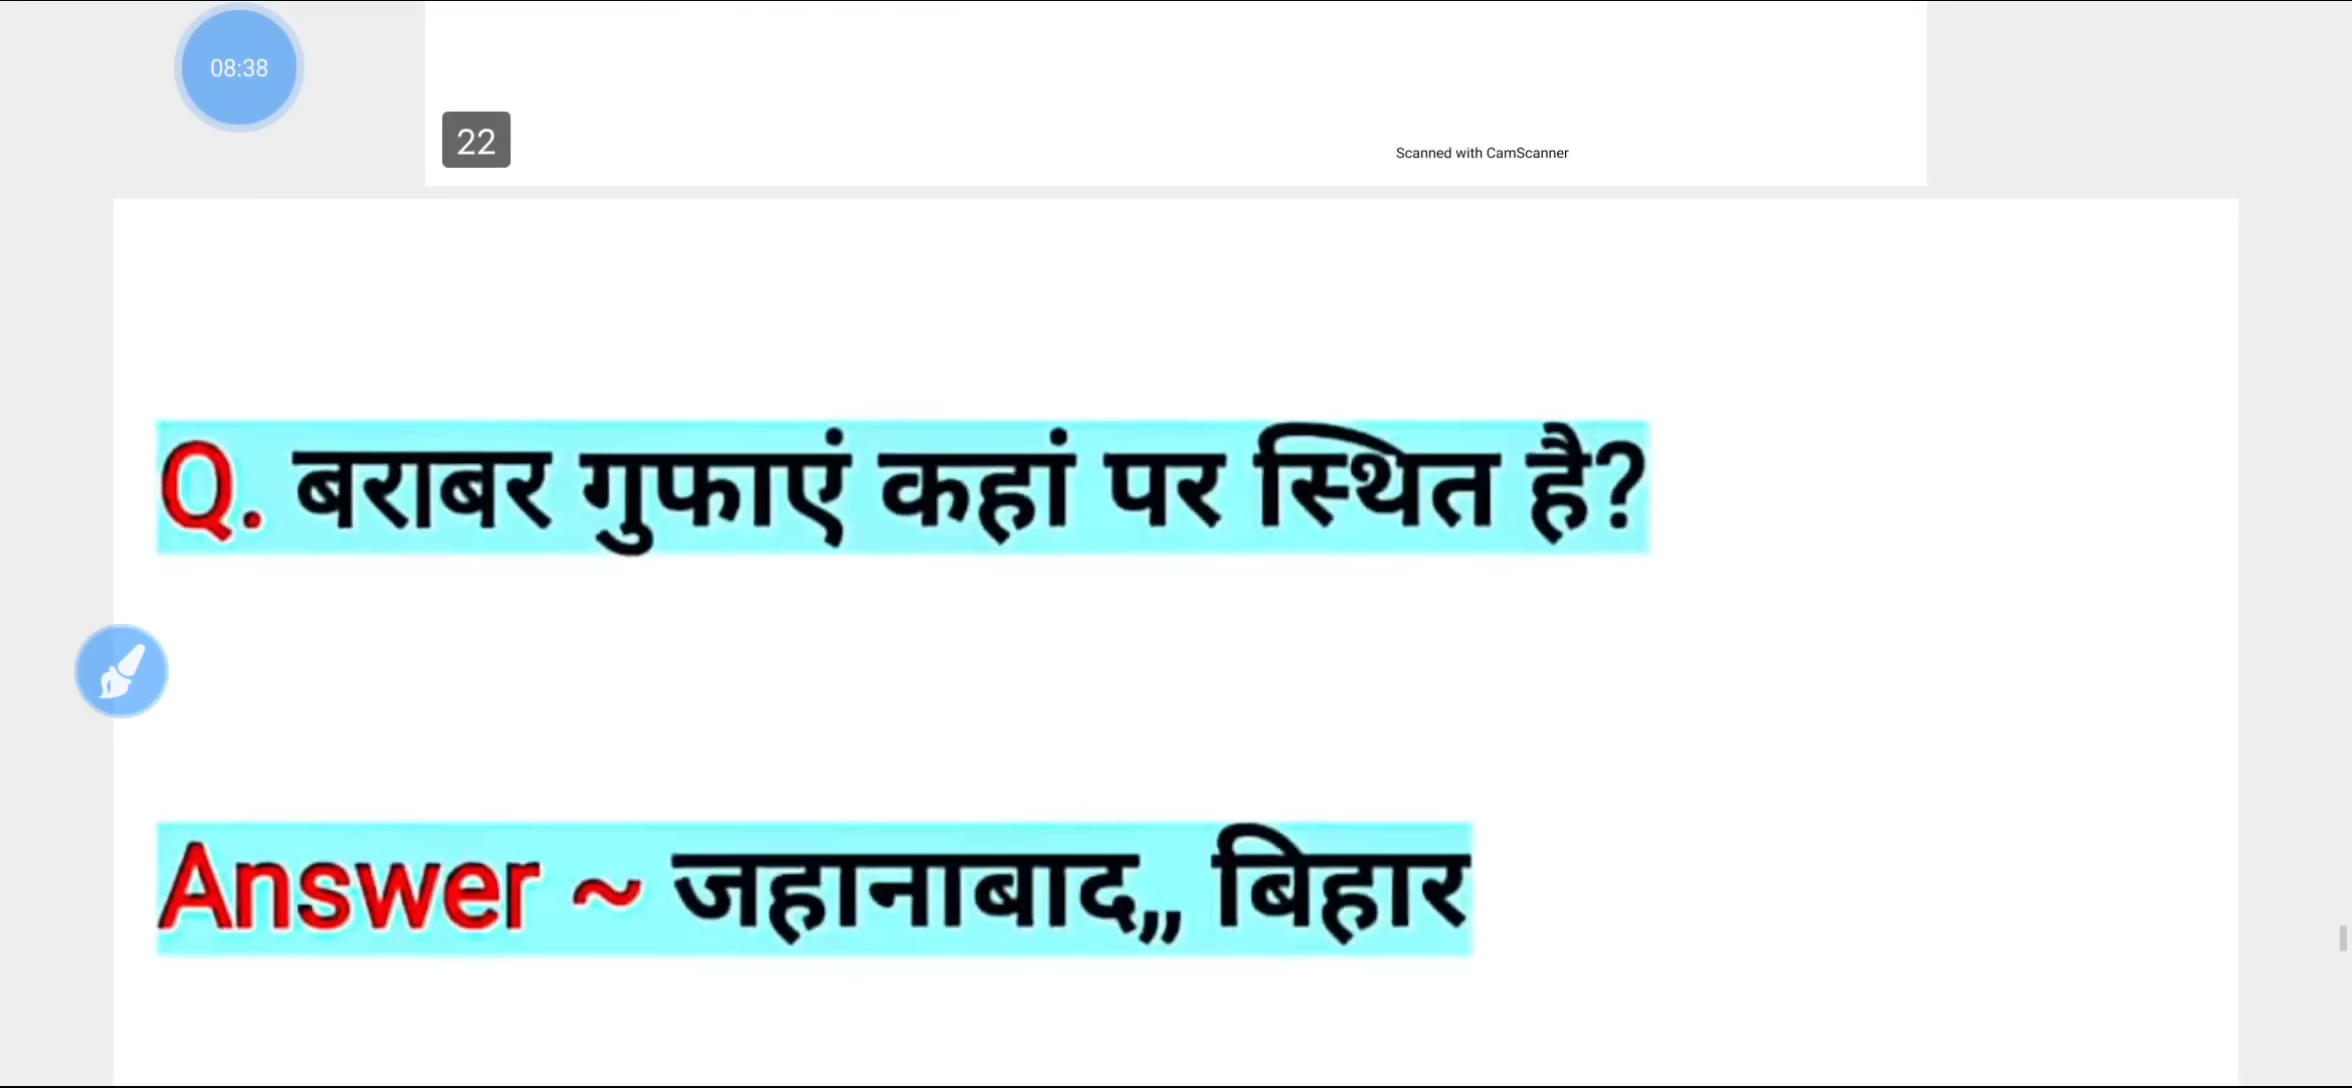 08:38
22
Scanned with CamScanner
Q. बराबर गुफाएं कहां पर स्थित है?
Answer ~ जहानाबाद,, बिहार